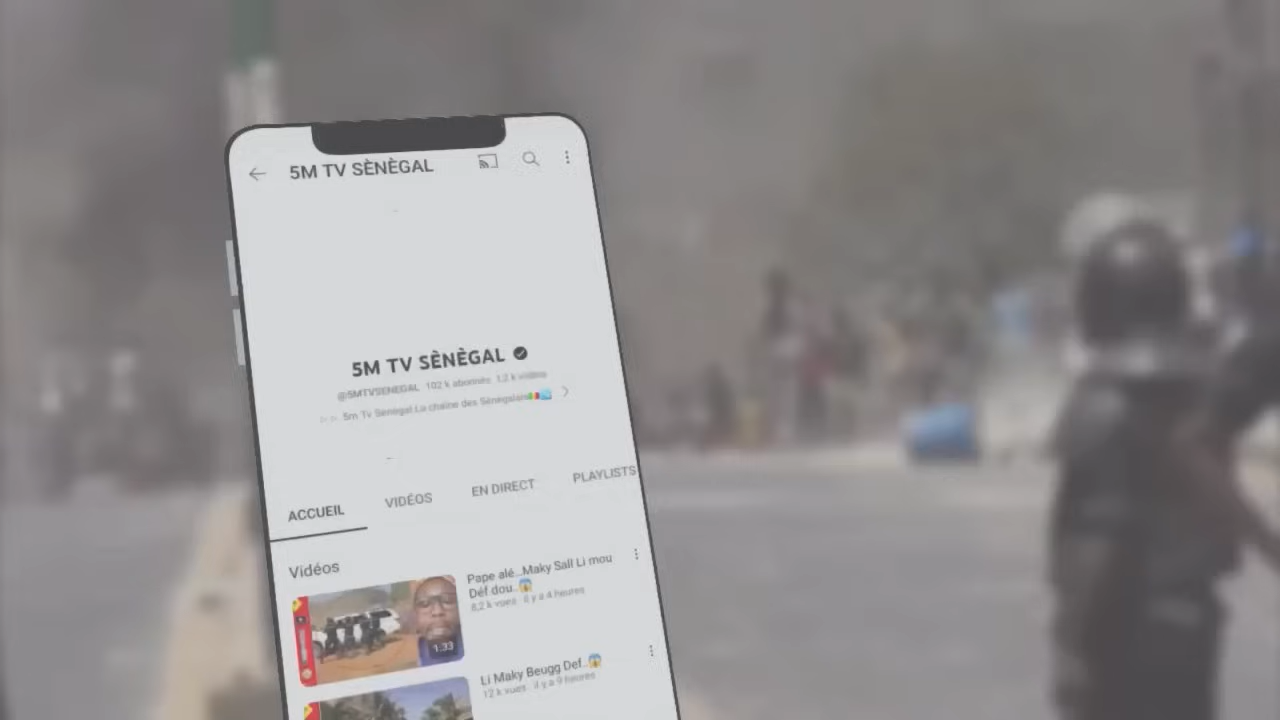 5M TV SÈNÈGAL
5M TV SÈNÈGAL
@5MTVSENEGAL 102 k abonnés 1,2 k vidéos
5m Tv Senegal La chaine des Sénégalais
ACCUEIL VIDÉOS EN DIRECT PLAYLISTS
Vidéos
Pape alé...Maky Sall Li mou
Déf dou..😱
8,2 k vues · il y a 4 heures
1:33
Li Maky Beugg Def..😱
12 k vues · il y a 9 heures